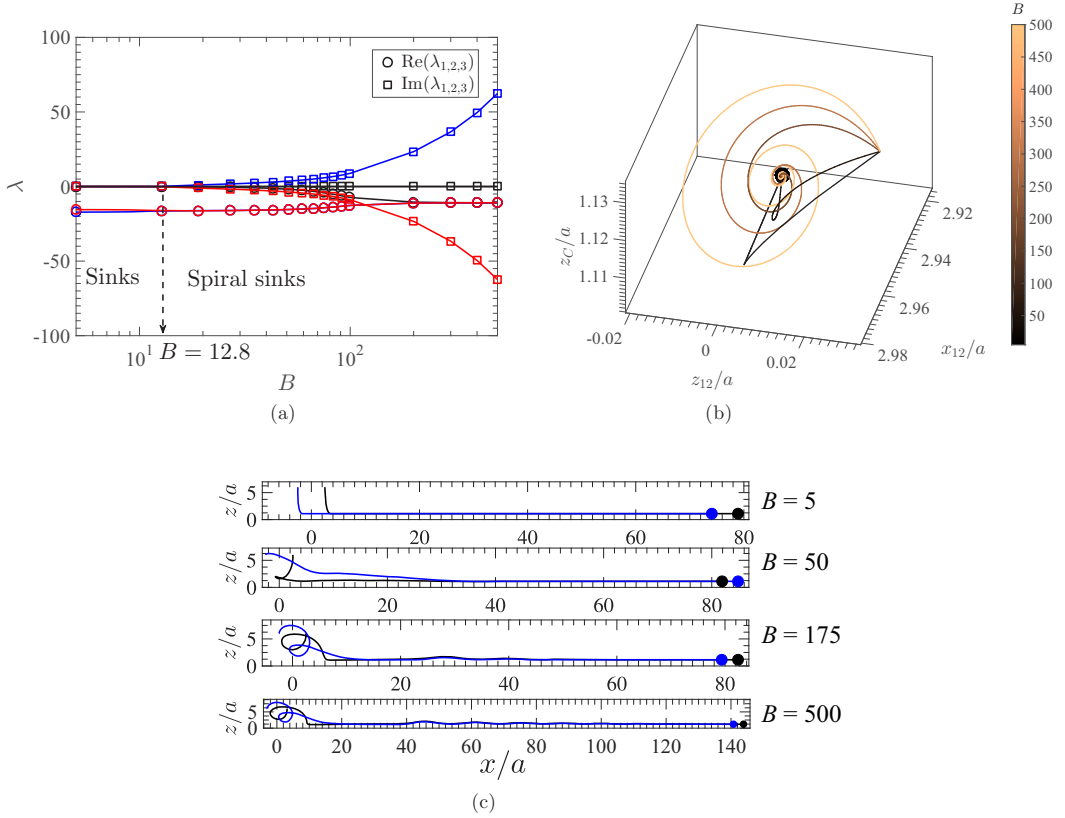 100
50
0
-50
-100
λ
Re(λ1,2,3)
Im(λ1,2,3)
Sinks
Spiral sinks
10^1
B = 12.8
10^2
B
(a)
zC/a
1.13
1.12
1.11
-0.02
0
0.02
z12/a
2.92
2.94
2.96
2.98
x12/a
B
500
450
400
350
300
250
200
150
100
50
(b)
z/a
5
0
0 20 40 60 80
B = 5
z/a
5
0
0 20 40 60 80
B = 50
z/a
5
0
0 20 40 60 80
B = 175
z/a
5
0
0 20 40 60 80 100 120 140
B = 500
x/a
(c)